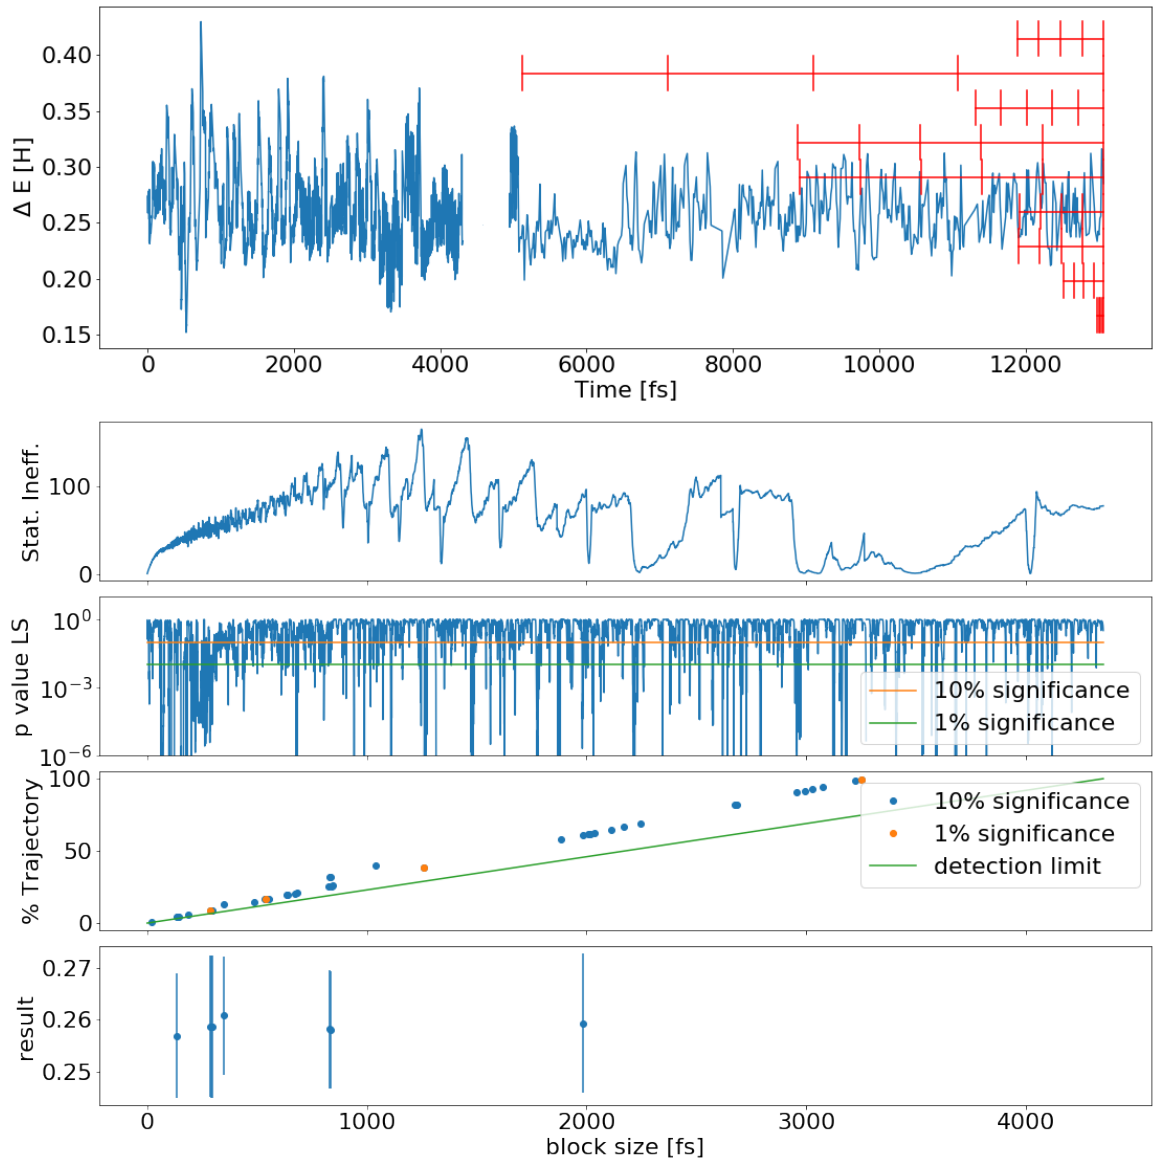 0.40
0.35
0.30
0.25
0.20
0.15
Δ E [H]
0 2000 4000 6000 8000 10000 12000
Time [fs]
100
0
Stat. Ineff.
10^0
10^−3
10^−6
p value LS
10% significance
1% significance
100
50
0
% Trajectory
10% significance
1% significance
detection limit
0.27
0.26
0.25
result
0 1000 2000 3000 4000
block size [fs]